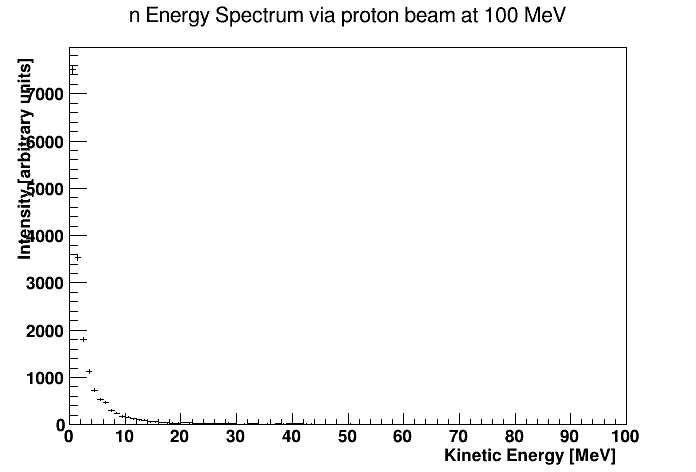 n Energy Spectrum via proton beam at 100 MeV
Intensity [arbitrary units]
7000
6000
5000
4000
3000
2000
1000
0
0 10 20 30 40 50 60 70 80 90 100
Kinetic Energy [MeV]